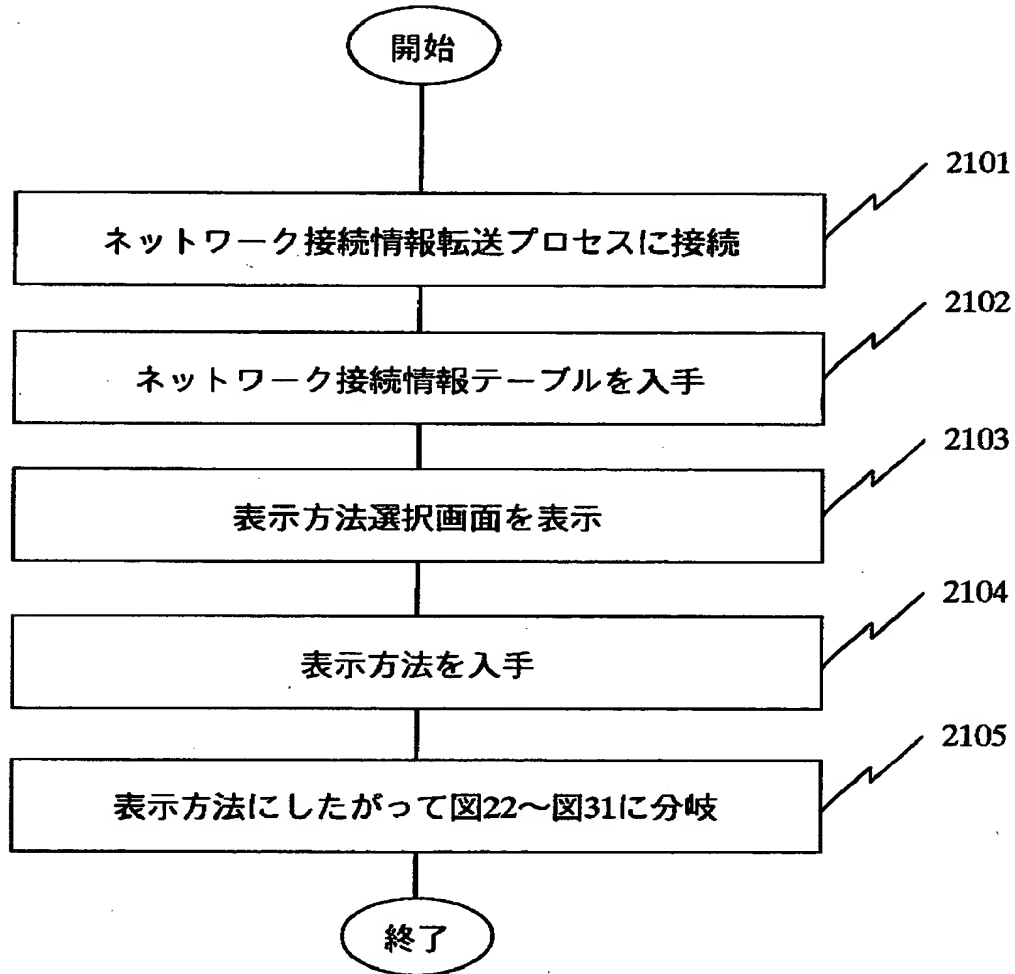 開始
2101
ネットワーク接続情報転送プロセスに接続
2102
ネットワーク接続情報テーブルを入手
2103
表示方法選択画面を表示
2104
表示方法を入手
2105
表示方法にしたがって図22〜図31に分岐
終了